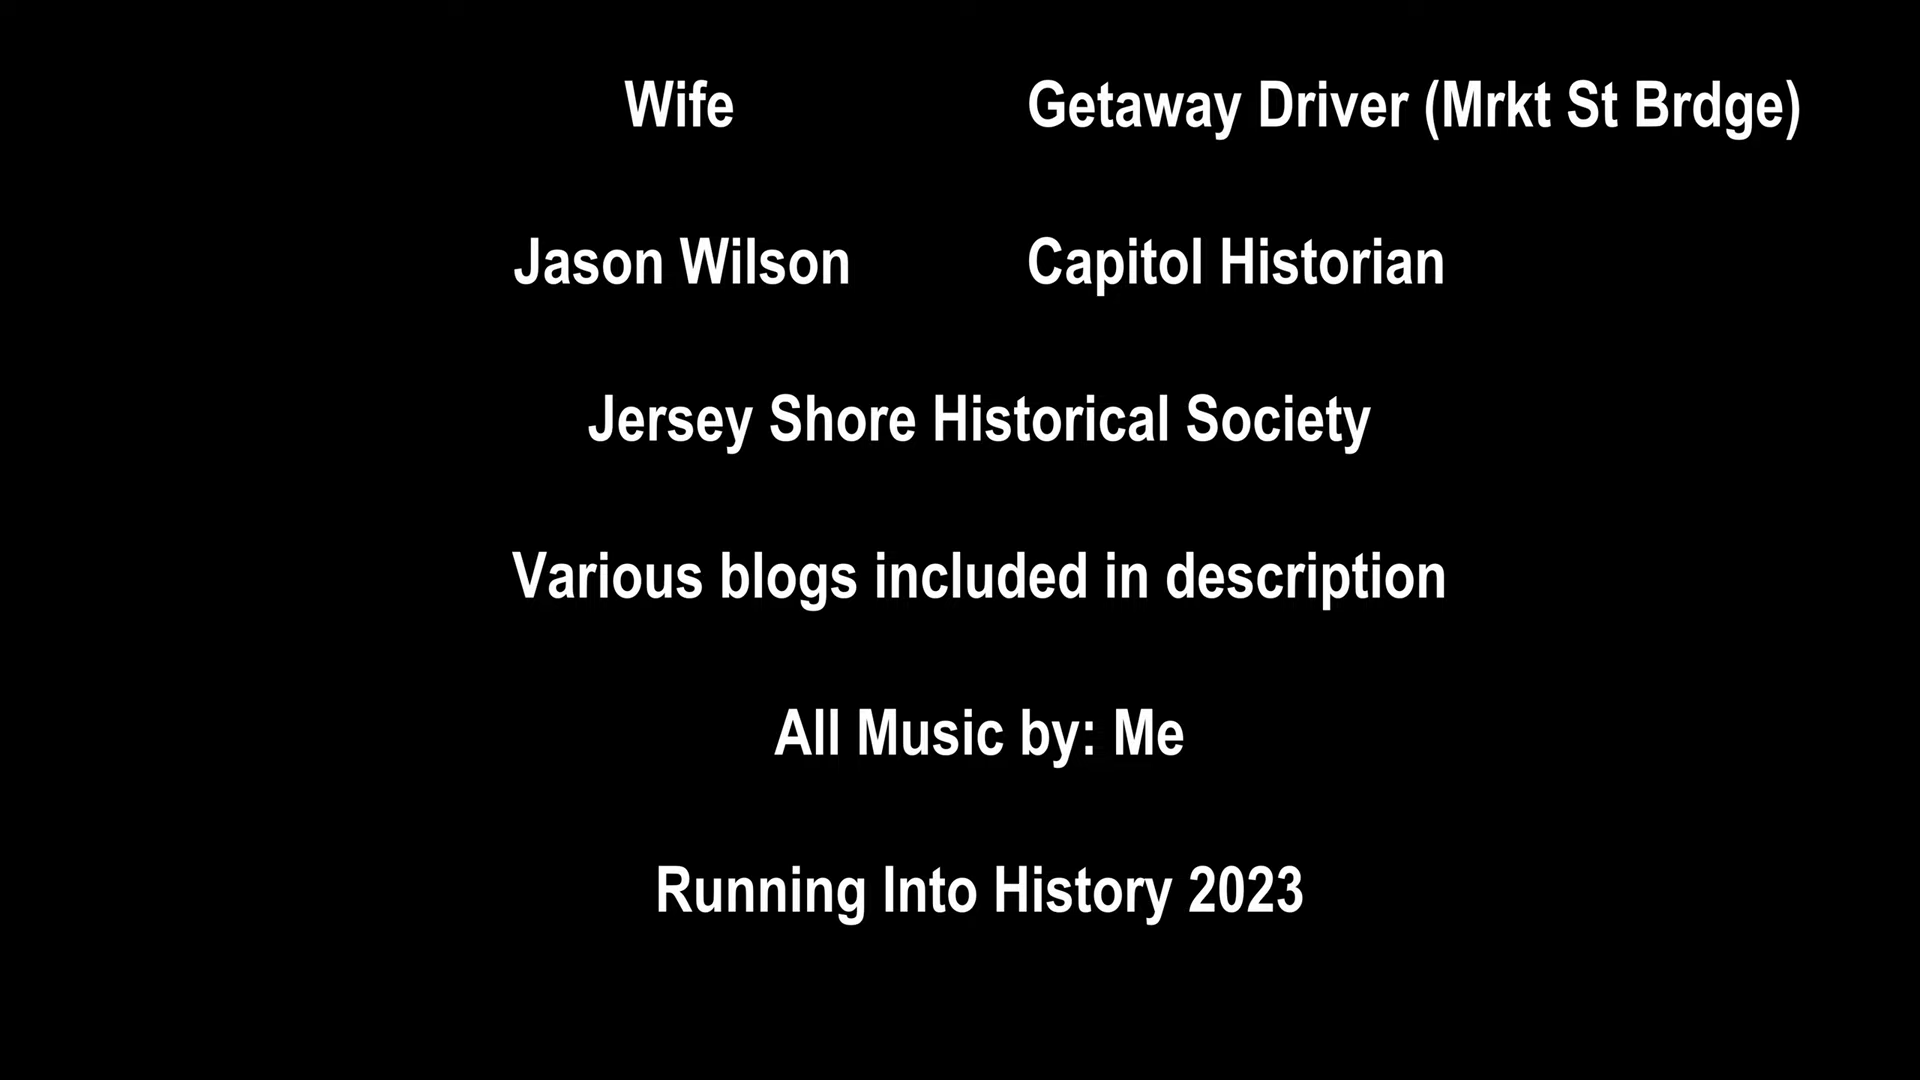 Wife Getaway Driver (Mrkt St Brdge)
Jason Wilson Capitol Historian
Jersey Shore Historical Society
Various blogs included in description
All Music by: Me
Running Into History 2023